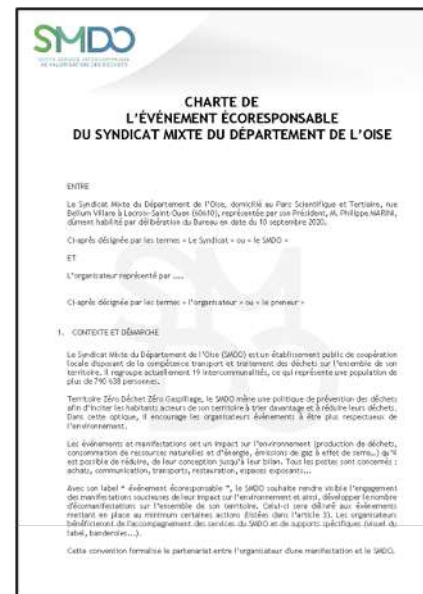 SMDO
VOTRE SERVICE INTERCOMMUNAL
DE VALORISATION DES DÉCHETS
CHARTE DE
L'ÉVÉNEMENT ÉCORESPONSABLE
DU SYNDICAT MIXTE DU DÉPARTEMENT DE L'OISE
ENTRE
Le Syndicat Mixte du Département de l'Oise, domicilié au Parc Scientifique et Tertiaire, rue
Bellum Villare à Lacroix-Saint-Ouen (60610), représentée par son Président, M. Philippe MARINI,
dûment habilité par délibération du Bureau en date du 10 septembre 2020.
Ci-après désignée par les termes « Le Syndicat » ou « le SMDO »
ET
L'organisateur représenté par ....
Ci-après désignée par les termes « l'organisateur » ou « le preneur »
1. CONTEXTE ET DÉMARCHE
Le Syndicat Mixte du Département de l'Oise (SMDO) est un établissement public de coopération
locale disposant de la compétence transport et traitement des déchets sur l'ensemble de son
territoire. Il regroupe actuellement 19 intercommunalités, ce qui représente une population de
plus de 790 638 personnes.
Territoire Zéro Déchet Zéro Gaspillage, le SMDO mène une politique de prévention des déchets
afin d'inciter les habitants acteurs de son territoire à trier davantage et à réduire leurs déchets.
Dans cette optique, il encourage les organisateurs événements à être plus respectueux de
l'environnement.
Les événements et manifestations ont un impact sur l'environnement (production de déchets,
consommation de ressources naturelles et d'énergie, émissions de gaz à effet de serre…) qu'il
est possible de réduire, de leur conception jusqu'à leur bilan. Tous les postes sont concernés :
achats, communication, transports, restauration, espaces exposants...
Avec son label " événement écoresponsable ", le SMDO souhaite rendre visible l'engagement
des manifestations soucieuses de leur impact sur l'environnement et ainsi, développer le nombre
d'écomanifestations sur l'ensemble de son territoire. Celui-ci sera délivré aux événements
mettant en place au minimum certaines actions (listées dans l'article 3). Les organisateurs
bénéficieront de l'accompagnement des services du SMDO et de supports spécifiques (visuel du
label, banderoles...).
Cette convention formalise le partenariat entre l'organisateur d'une manifestation et le SMDO.